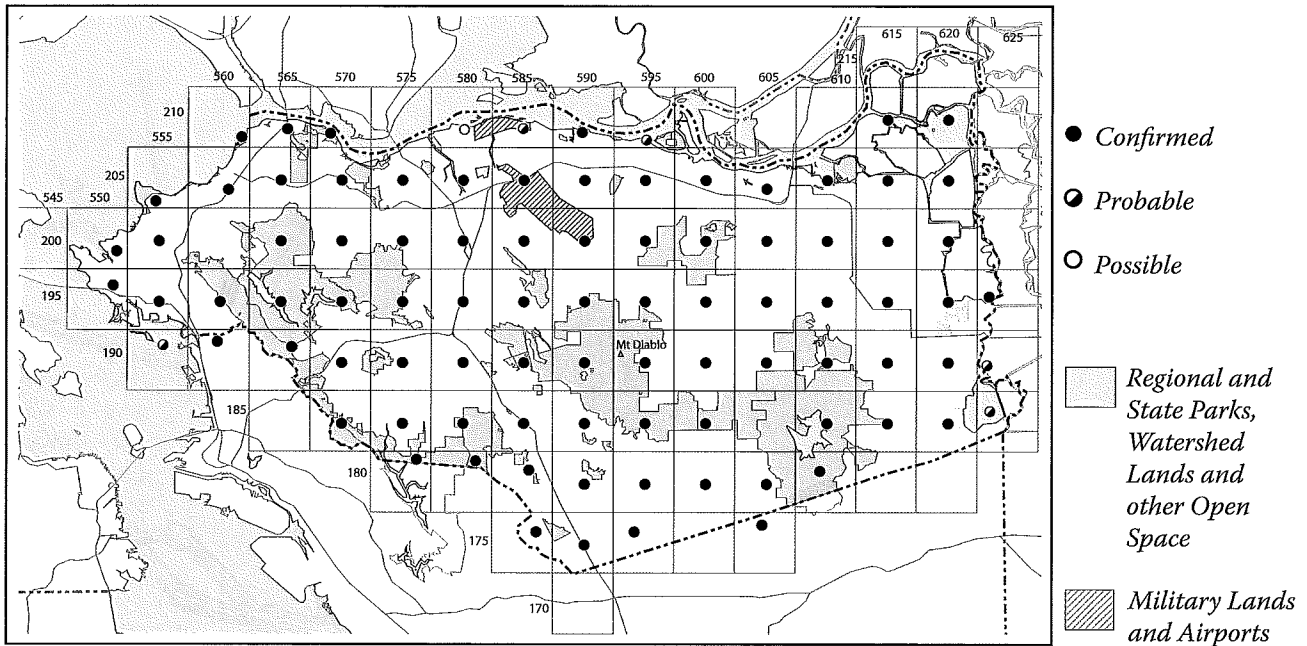 615 620 625
215
560 565 570 575 580 585 590 595 600 605 610
210
555
205
545 550
200
195
190
Mt Diablo
185
180
175
170
Confirmed
Probable
Possible
Regional and
State Parks,
Watershed
Lands and
other Open
Space
Military Lands
and Airports